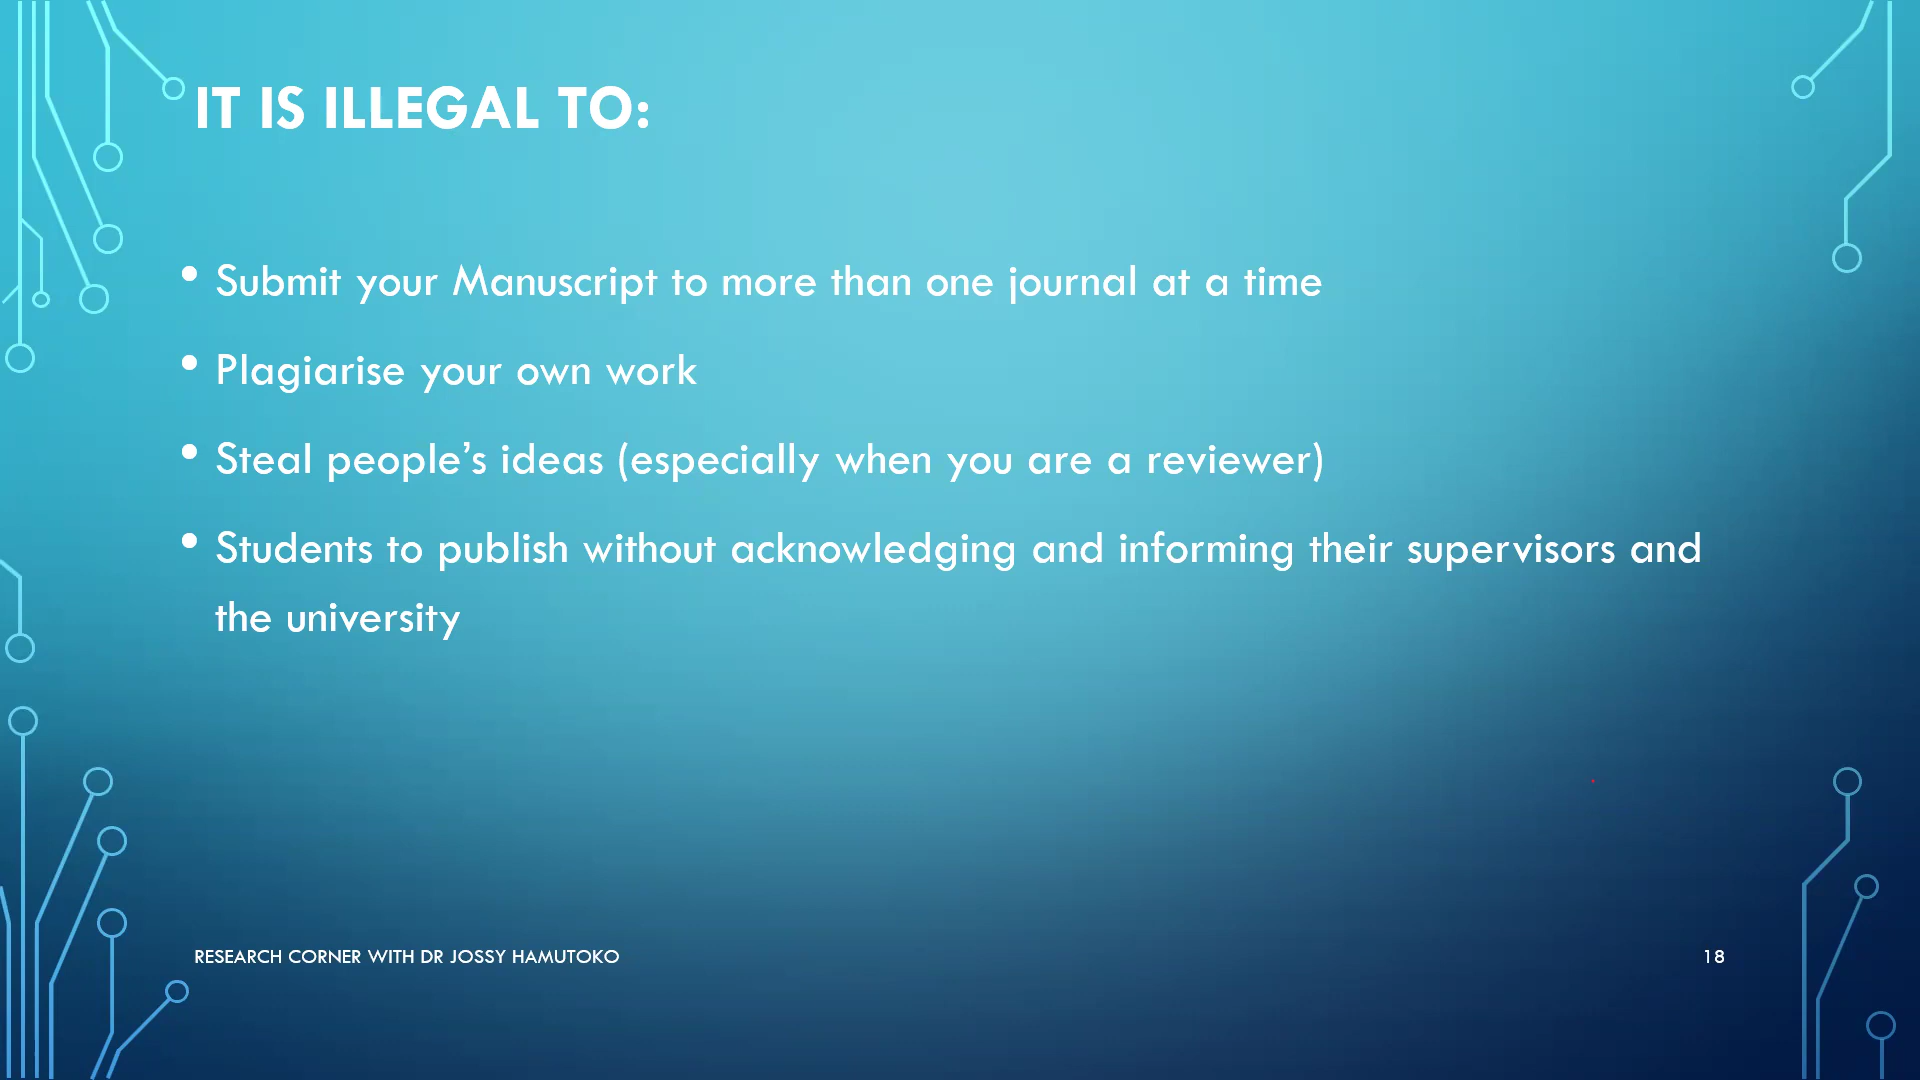 IT IS ILLEGAL TO:
• Submit your Manuscript to more than one journal at a time
• Plagiarise your own work
• Steal people’s ideas (especially when you are a reviewer)
• Students to publish without acknowledging and informing their supervisors and
the university
RESEARCH CORNER WITH DR JOSSY HAMUTOKO
18